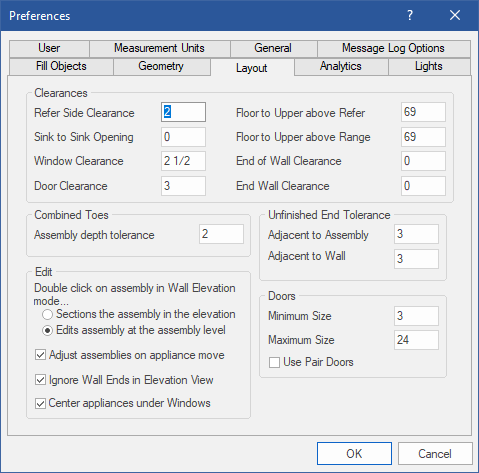 Preferences ?
User Measurement Units General Message Log Options
Fill Objects Geometry Layout Analytics Lights
Clearances
Refer Side Clearance 2 Floor to Upper above Refer 69
Sink to Sink Opening 0 Floor to Upper above Range 69
Window Clearance 2 1/2 End of Wall Clearance 0
Door Clearance 3 End Wall Clearance 0
Combined Toes
Assembly depth tolerance 2
Unfinished End Tolerance
Adjacent to Assembly 3
Adjacent to Wall 3
Edit
Double click on assembly in Wall Elevation
mode...
Sections the assembly in the elevation
Edits assembly at the assembly level
Adjust assemblies on appliance move
Ignore Wall Ends in Elevation View
Center appliances under Windows
Doors
Minimum Size 3
Maximum Size 24
Use Pair Doors
OK Cancel